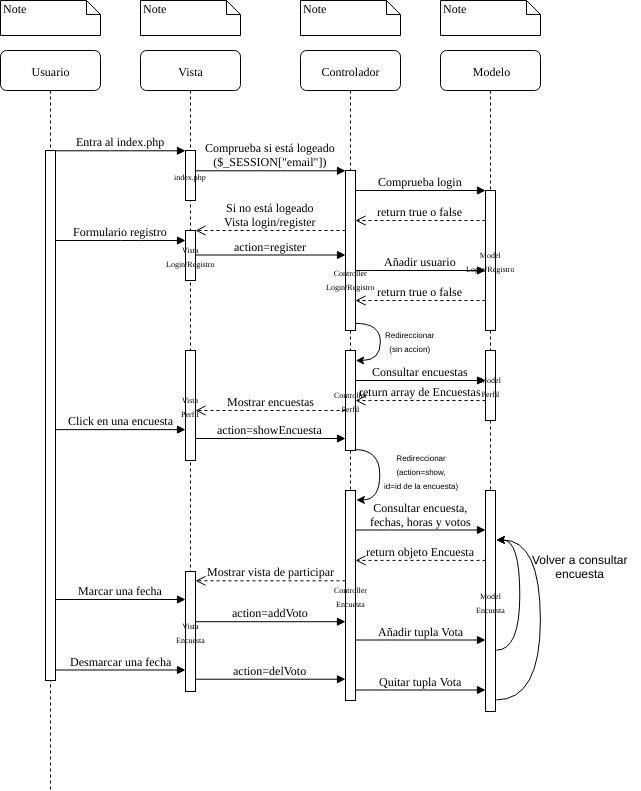 Note
Note
Note
Note
Usuario
Vista
Controlador
Modelo
Entra al index.php
Comprueba si está logeado
($_SESSION["email"])
index.php
Comprueba login
Si no está logeado
Vista login/register
return true o false
Formulario registro
action=register
Vista
Login/Registro
Añadir usuario
Model
Login/Registro
Controller
Login/Registro
return true o false
Redireccionar
(sin accion)
Consultar encuestas
Model
Perfil
return array de Encuestas
Controller
Perfil
Mostrar encuestas
Vista
Perfil
Click en una encuesta
action=showEncuesta
Redireccionar
(action=show,
id=id de la encuesta)
Consultar encuesta,
fechas, horas y votos
return objeto Encuesta
Volver a consultar
encuesta
Mostrar vista de participar
Marcar una fecha
Controller
Encuesta
Model
Encuesta
action=addVoto
Vista
Encuesta
Añadir tupla Vota
Desmarcar una fecha
action=delVoto
Quitar tupla Vota